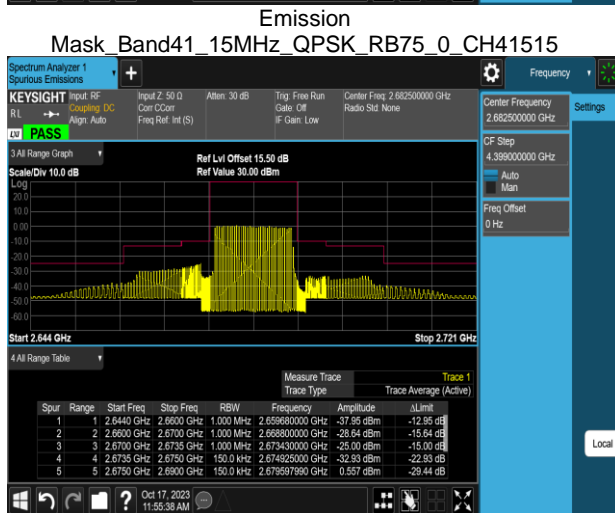 Emission
Mask_Band41_15MHz_QPSK_RB75_0_CH41515
Spectrum Analyzer 1
Spurious Emissions
+
Frequency
KEYSIGHT Input: RF Input Z: 50 Ω Atten: 30 dB Trig: Free Run Center Freq: 2.682500000 GHz
RL Coupling: DC Corr CCorr Gate: Off Radio Std: None
Align: Auto Freq Ref: Int (S) IF Gain: Low
LXI PASS
Center Frequency
2.682500000 GHz
Settings
CF Step
4.399000000 GHz
Auto
Man
Freq Offset
0 Hz
3 All Range Graph
Ref Lvl Offset 15.50 dB
Scale/Div 10.0 dB Ref Value 30.00 dBm
Log
20.0
10.0
0.00
-10.0
-20.0
-30.0
-40.0
-50.0
-60.0
Start 2.644 GHz Stop 2.721 GHz
4 All Range Table
Measure Trace Trace 1
Trace Type Trace Average (Active)
Spur Range Start Freq Stop Freq RBW Frequency Amplitude ΔLimit
1 1 2.6440 GHz 2.6600 GHz 1.000 MHz 2.659680000 GHz -37.95 dBm -12.95 dB
2 2 2.6600 GHz 2.6700 GHz 1.000 MHz 2.668800000 GHz -28.64 dBm -15.64 dB
3 3 2.6700 GHz 2.6735 GHz 1.000 MHz 2.673430000 GHz -25.00 dBm -15.00 dB
4 4 2.6735 GHz 2.6750 GHz 150.0 kHz 2.674925000 GHz -32.93 dBm -22.93 dB
5 5 2.6750 GHz 2.6900 GHz 150.0 kHz 2.679597990 GHz 0.557 dBm -29.44 dB
Local
? Oct 17, 2023
11:55:38 AM